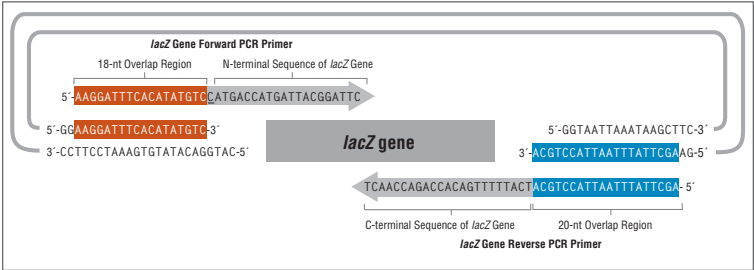 lacZ Gene Forward PCR Primer
18-nt Overlap Region N-terminal Sequence of lacZ Gene
5´-AAGGATTTCACATATGTCCATGACCATGATTACGGATTC
5´-GGAAGGATTTCACATATGTC-3´
3´-CCTTCCTAAAGTGTATACAGGTAC-5´
lacZ gene
5´-GGTAATTAAATAAGCTTC-3´
3´-ACGTCCATTAATTTATTCGAAG-5´
TCAACCAGACCACAGTTTTTACTACGTCCATTAATTTATTCGA- 5´
C-terminal Sequence of lacZ Gene 20-nt Overlap Region
lacZ Gene Reverse PCR Primer